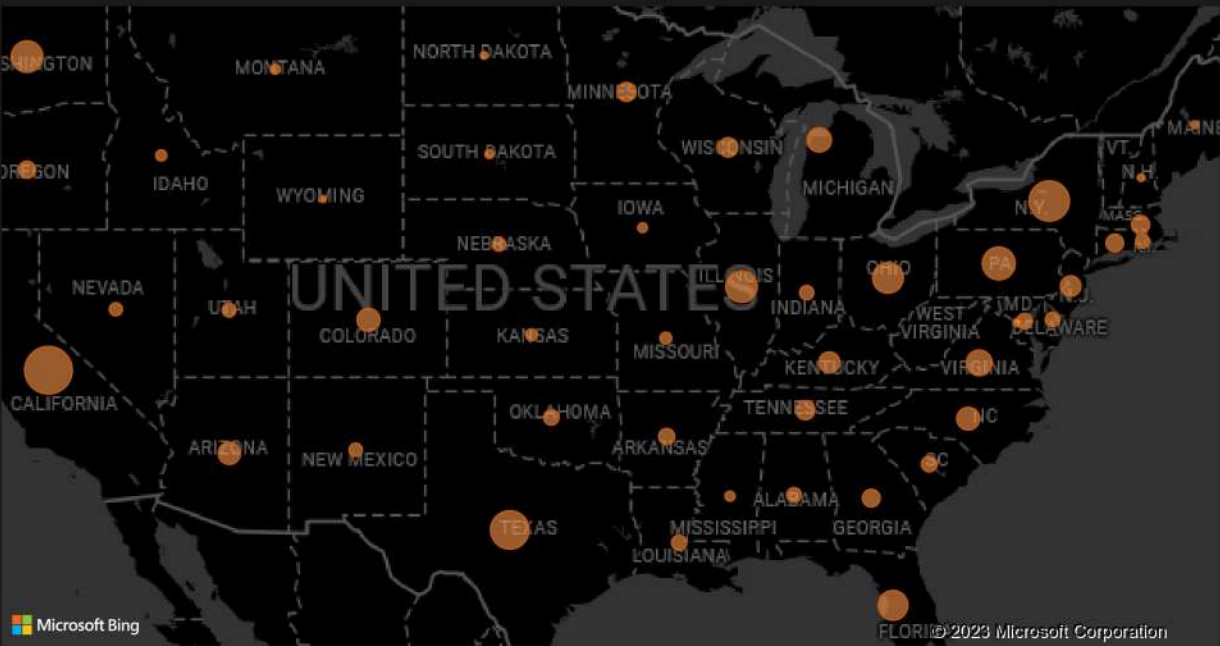 NORTH DAKOTA
SHINGTON
MONTANA
MINNESOTA
MAINE
VT.
WISCONSIN
SOUTH DAKOTA
OREGON
N.H.
IDAHO
MICHIGAN
WYOMING
IOWA
N.Y.
MASS
NEBRASKA
PA
OHIO
UNITED STATES
ILLINOIS
NEVADA
N.J.
UTAH
INDIANA
MD.
WEST
VIRGINIA
DELAWARE
COLORADO
KANSAS
MISSOURI
KENTUCKY
VIRGINIA
CALIFORNIA
TENNESSEE
OKLAHOMA
NC
ARIZONA
ARKANSAS
NEW MEXICO
SC
ALABAMA
TEXAS
MISSISSIPPI
GEORGIA
LOUISIANA
Microsoft Bing
© 2023 Microsoft Corporation